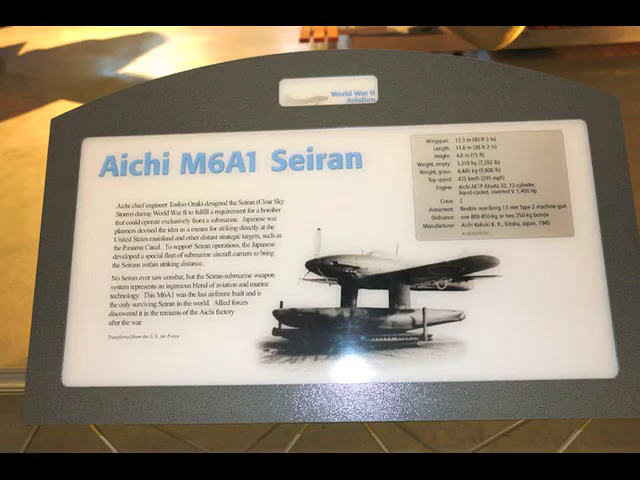 World War II
Aviation
Aichi M6A1 Seiran
Aichi chief engineer Toshio Ozaki designed the Seiran (Clear Sky
Storm) during World War II to fulfill a requirement for a bomber
that could operate exclusively from a submarine. Japanese war
planners devised the idea as a means for striking directly at the
United States mainland and other distant strategic targets, such as
the Panama Canal. To support Seiran operations, the Japanese
developed a special fleet of submarine aircraft carriers to bring
the Seirans within striking distance.
No Seiran ever saw combat, but the Seiran-submarine weapon
system represents an ingenious blend of aviation and marine
technology. This M6A1 was the last airframe built and is
the only surviving Seiran in the world. Allied forces
discovered it in the remains of the Aichi factory
after the war.
Transferred from the U.S. Air Force
Wingspan: 12.3 m (40 ft 3 in)
Length: 11.6 m (38 ft 2 in)
Height: 4.6 m (15 ft)
Weight, empty: 3,310 kg (7,282 lb)
Weight, gross: 4,445 kg (9,800 lb)
Top speed: 475 km/h (295 mph)
Engine: Aichi AE1P Atsuta 32, 12-cylinder,
liquid-cooled, inverted V, 1,400 hp
Crew: 2
Armament: flexible rear-firing 13 mm Type-2 machine gun
Ordnance: one 800-850-kg or two 250-kg bombs
Manufacturer: Aichi Kokuki K. K., Eitoku, Japan, 1945